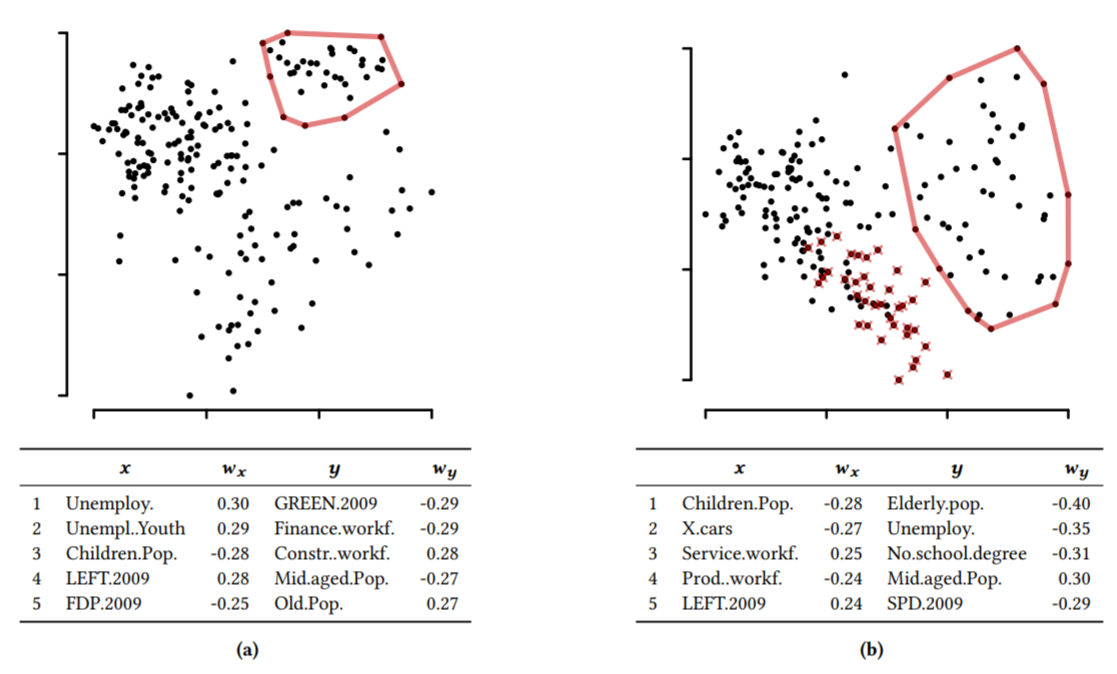 x wx y wy
1 Unemploy. 0.30 GREEN.2009 -0.29
2 Unempl..Youth 0.29 Finance.workf. -0.29
3 Children.Pop. -0.28 Constr..workf. 0.28
4 LEFT.2009 0.28 Mid.aged.Pop. -0.27
5 FDP.2009 -0.25 Old.Pop. 0.27
(a)
x wx y wy
1 Children.Pop. -0.28 Elderly.pop. -0.40
2 X.cars -0.27 Unemploy. -0.35
3 Service.workf. 0.25 No.school.degree -0.31
4 Prod..workf. -0.24 Mid.aged.Pop. 0.30
5 LEFT.2009 0.24 SPD.2009 -0.29
(b)